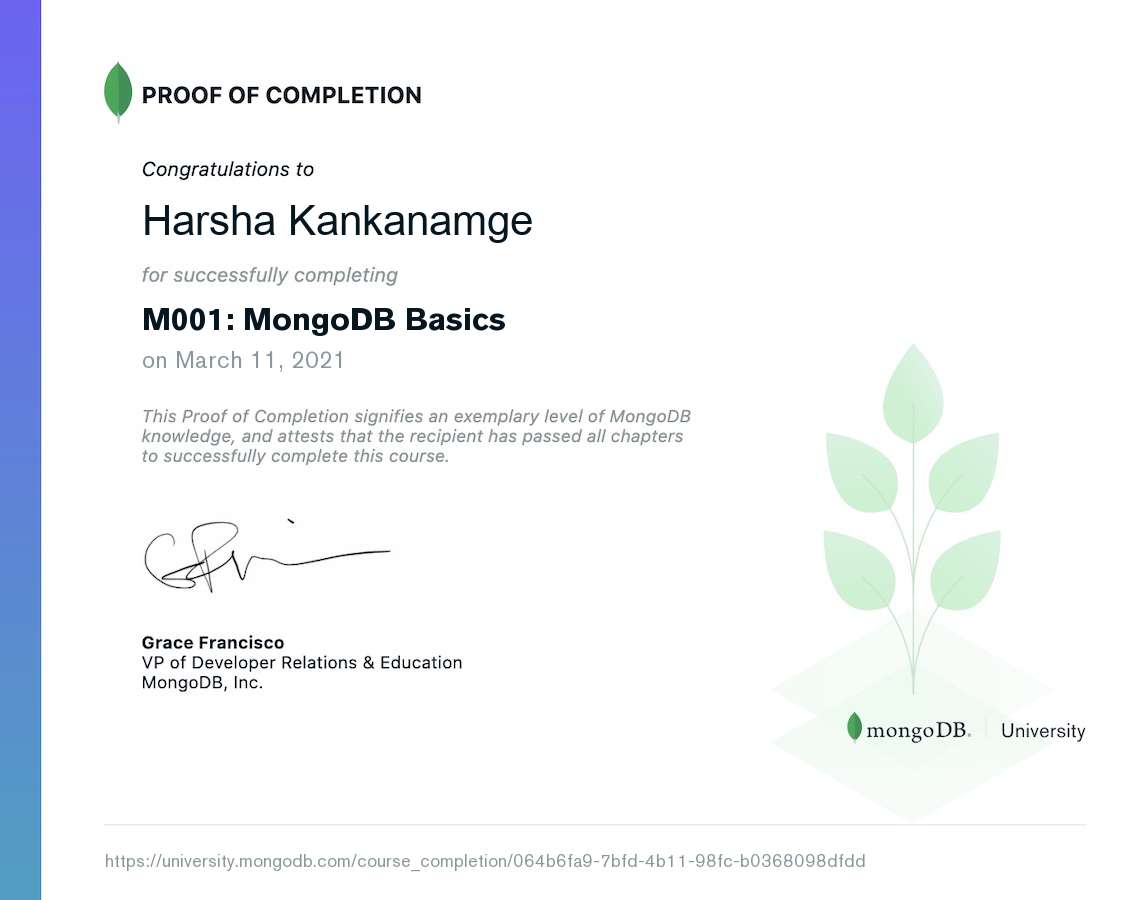 PROOF OF COMPLETION
Congratulations to
Harsha Kankanamge
for successfully completing
M001: MongoDB Basics
on March 11, 2021
This Proof of Completion signifies an exemplary level of MongoDB
knowledge, and attests that the recipient has passed all chapters
to successfully complete this course.
Grace Francisco
VP of Developer Relations & Education
MongoDB, Inc.
mongoDB. University
https://university.mongodb.com/course_completion/064b6fa9-7bfd-4b11-98fc-b0368098dfdd